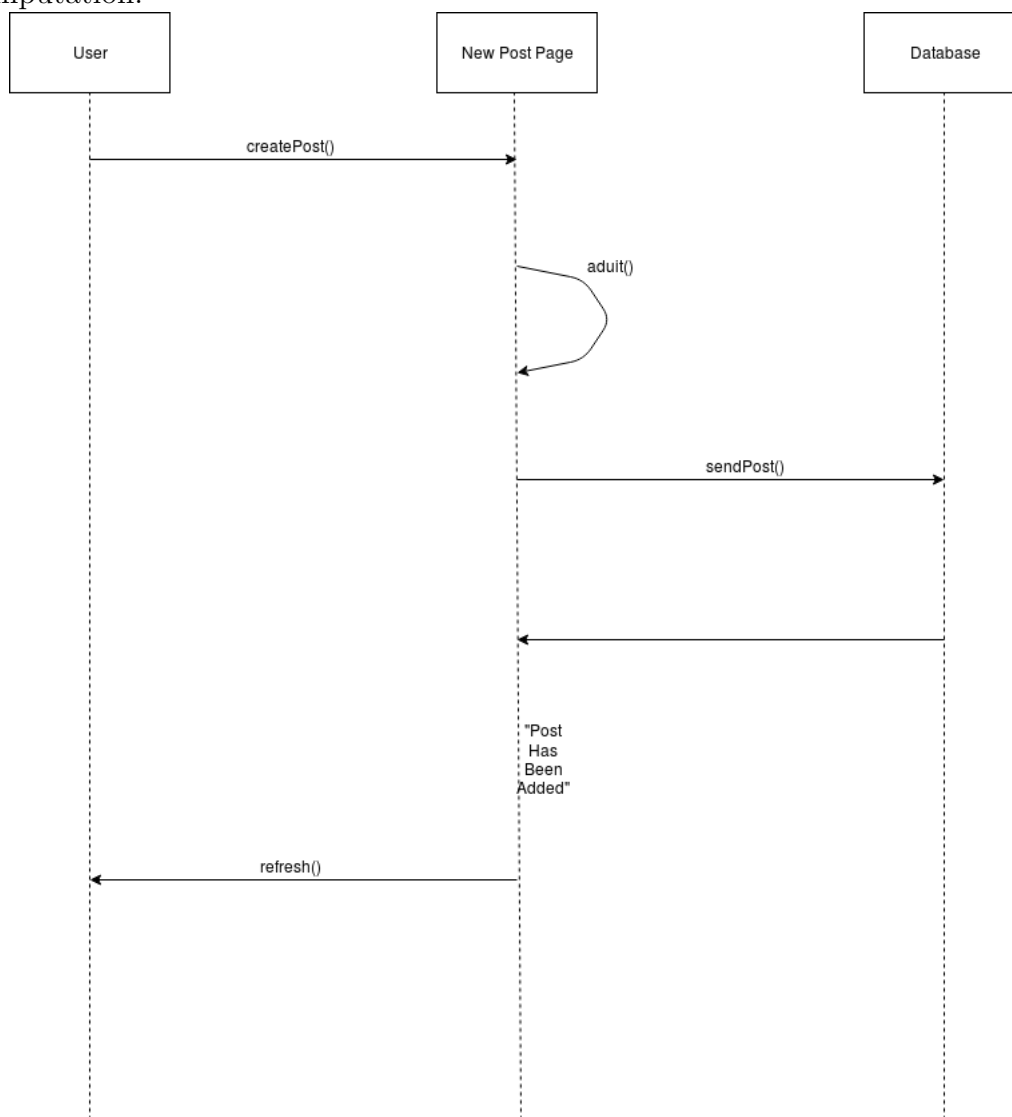 mputation.
User
New Post Page
Database
createPost()
aduit()
sendPost()
"Post
Has
Been
Added"
refresh()